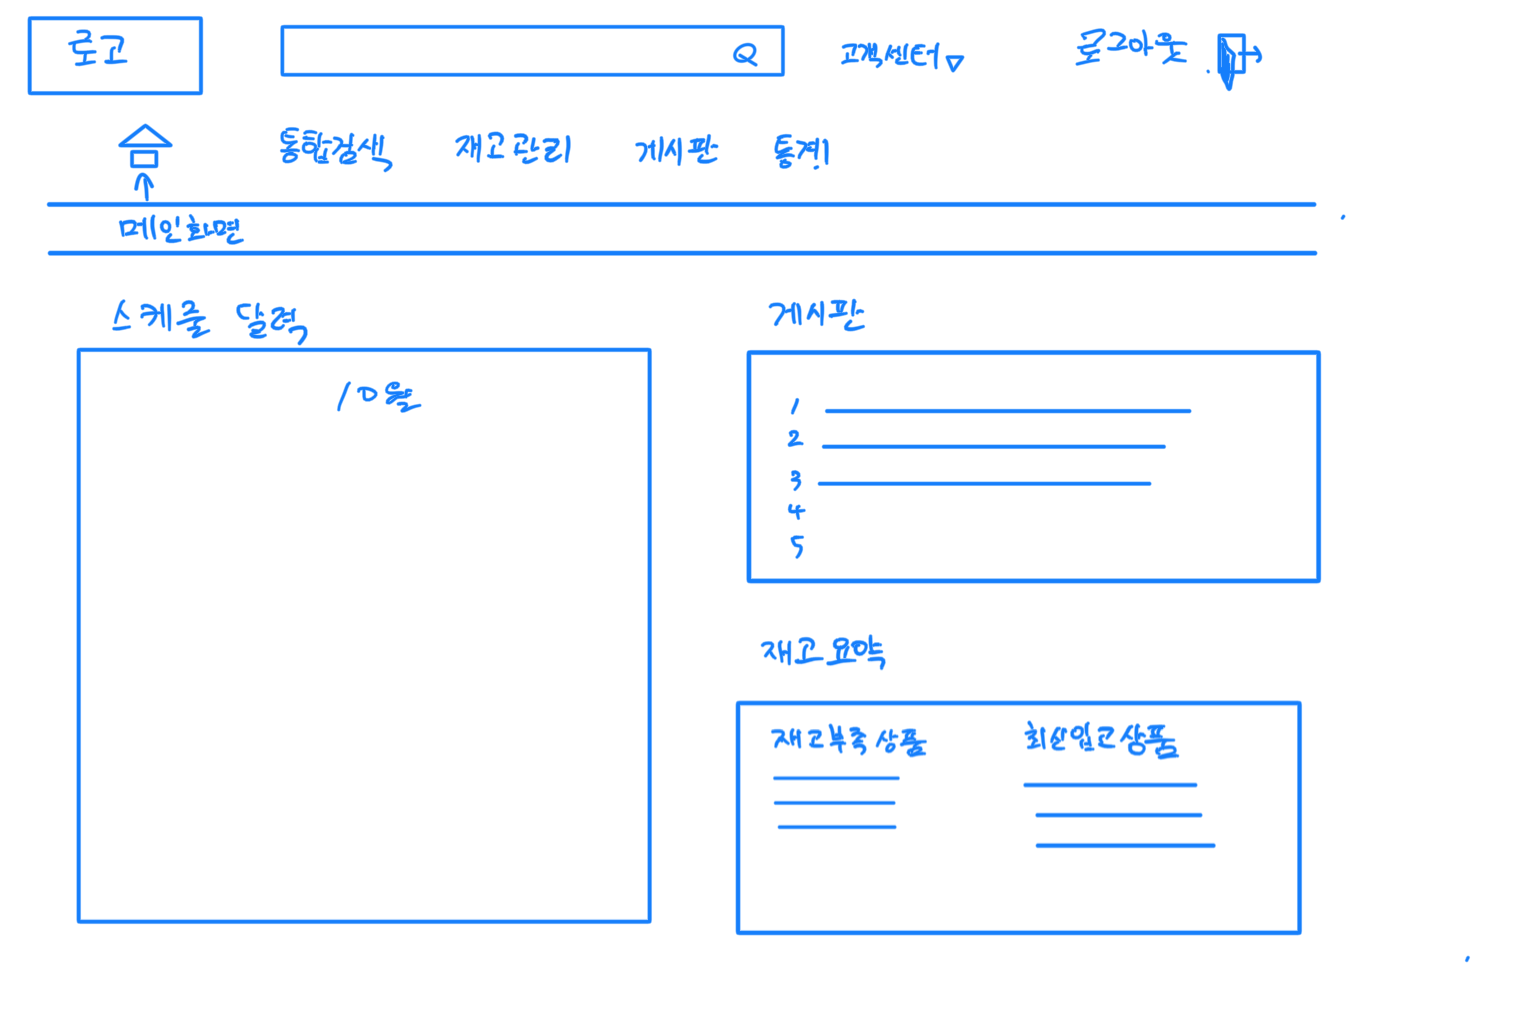 로고
고객센터
로그아웃
통합검색 재고관리 게시판 통계
메인화면
스케줄 달력
10월
게시판
1
2
3
4
5
재고요약
재고부족상품 최신입고상품